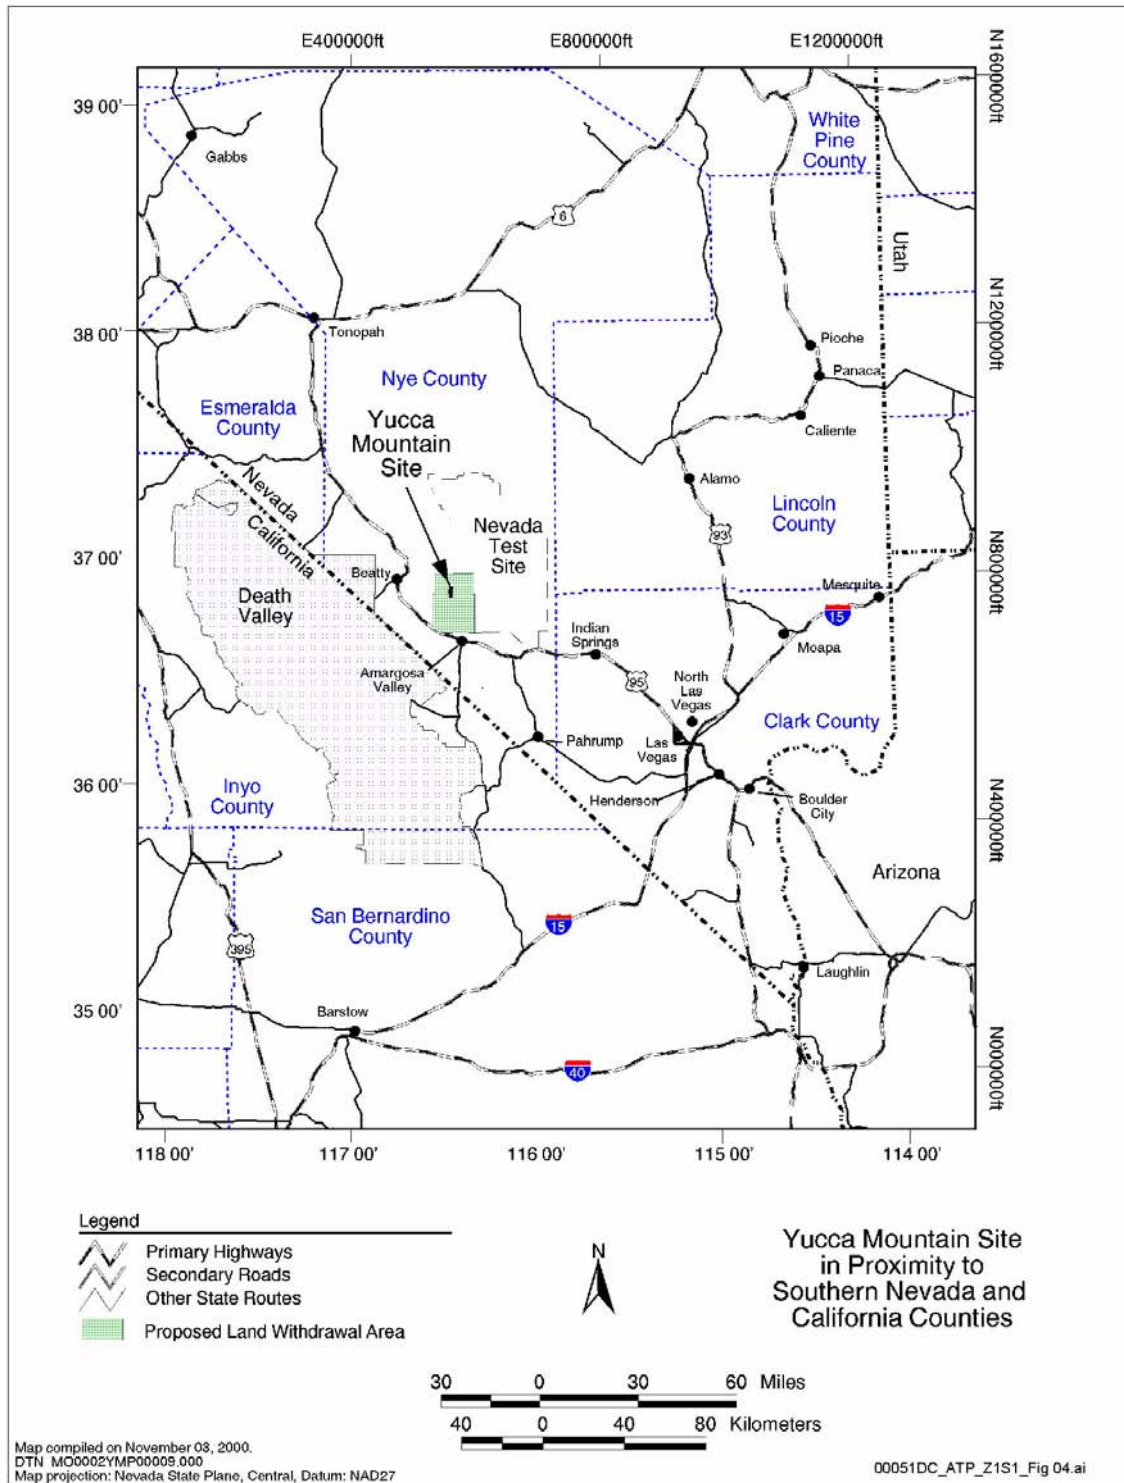 E400000ft
E800000ft
E1200000ft
N1600000ft
39 00'
White
Pine
County
Gabbs
6
Utah
N1200000ft
38 00'
Tonopah
Pioche
Panaca
Nye County
Esmeralda
County
Yucca
Mountain
Site
Caliente
Alamo
Nevada
California
Nevada
Test
Site
Lincoln
County
93
37 00'
N800000ft
Beatty
Death
Valley
Mesquite
15
Moapa
Indian
Springs
Amargosa
Valley
95
North
Las
Vegas
Clark County
Pahrump
Las
Vegas
36 00'
Inyo
County
Henderson
Boulder
City
N400000ft
Arizona
San Bernardino
County
15
395
Laughlin
35 00'
Barstow
N000000ft
40
118 00'
117 00'
116 00'
115 00'
114 00'
Legend
Primary Highways
Secondary Roads
Other State Routes
Proposed Land Withdrawal Area
N
Yucca Mountain Site
in Proximity to
Southern Nevada and
California Counties
30 0 30 60 Miles
40 0 40 80 Kilometers
Map compiled on November 03, 2000.
DTN MO0002YMP00009.000
Map projection: Nevada State Plane, Central, Datum: NAD27
00051DC_ATP_Z1S1_Fig 04.ai